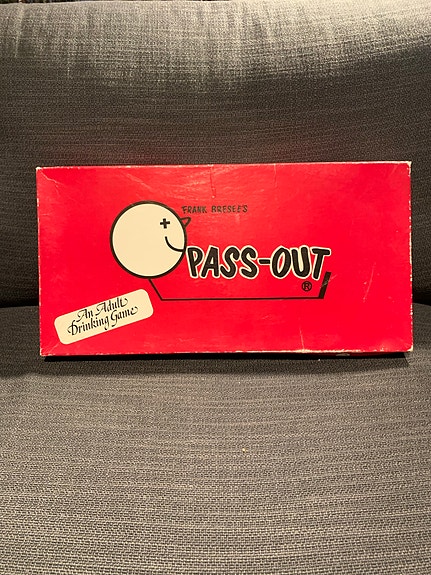 FRANK BRESEE'S
PASS-OUT
®
An Adult
Drinking Game